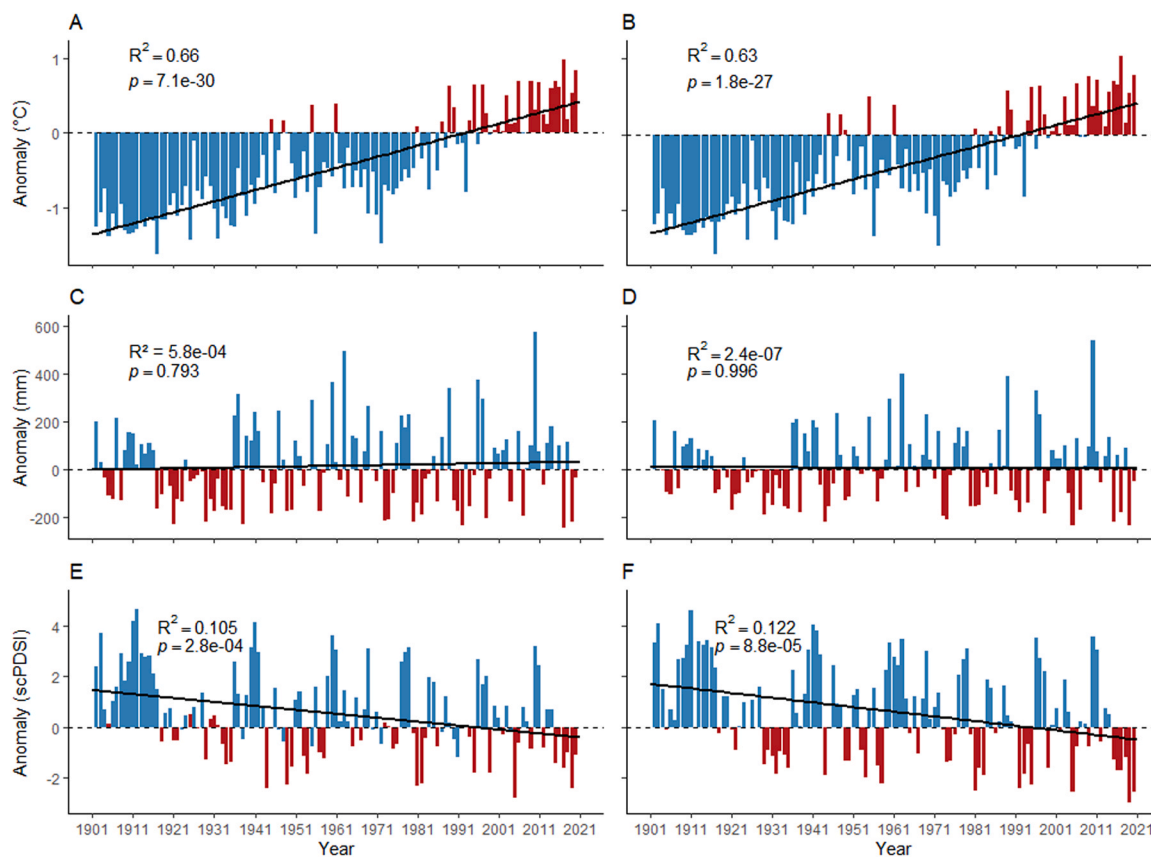 A
B
R² = 0.66
p = 7.1e-30
R² = 0.63
p = 1.8e-27
Anomaly (°C)
1
0
-1
C
D
R² = 5.8e-04
p = 0.793
R² = 2.4e-07
p = 0.996
Anomaly (mm)
600
400
200
0
-200
E
F
R² = 0.105
p = 2.8e-04
R² = 0.122
p = 8.8e-05
Anomaly (scPDSI)
4
2
0
-2
1901 1911 1921 1931 1941 1951 1961 1971 1981 1991 2001 2011 2021
1901 1911 1921 1931 1941 1951 1961 1971 1981 1991 2001 2011 2021
Year
Year